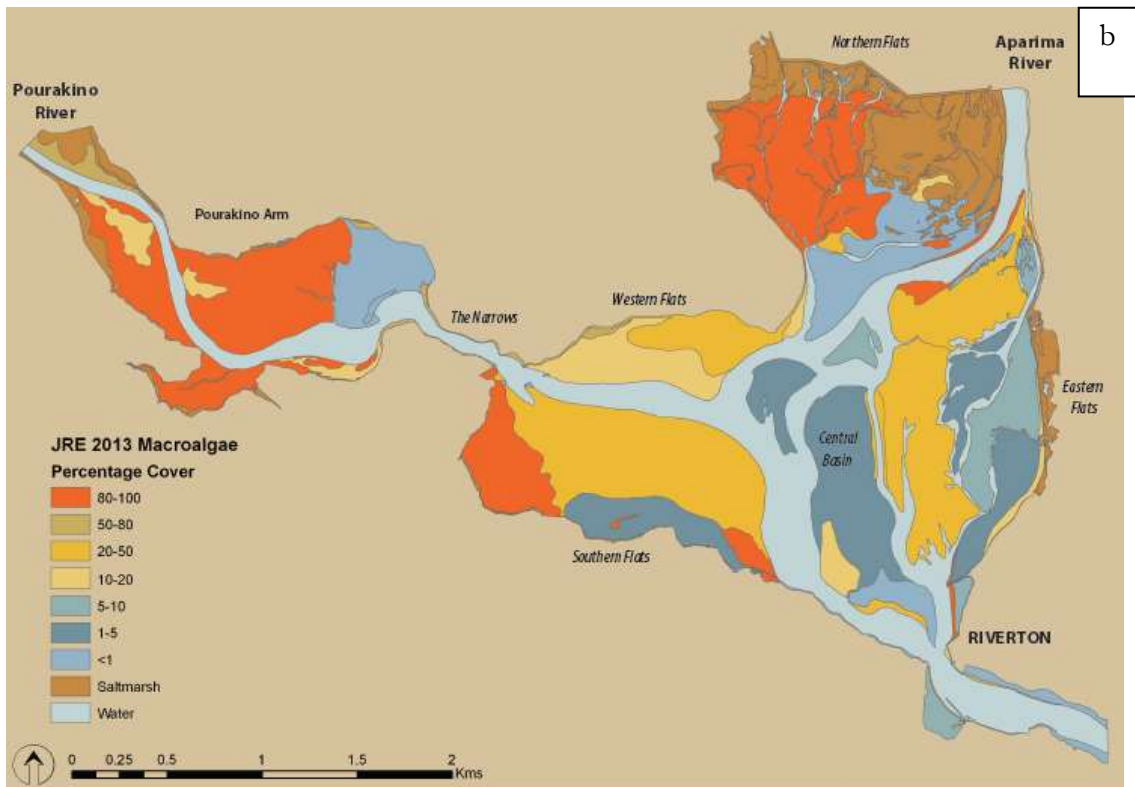 b
Northern Flats
Aparima
River
Pourakino
River
Pourakino Arm
Western Flats
The Narrows
Eastern
Flats
Central
Basin
Southern Flats
RIVERTON
JRE 2013 Macroalgae
Percentage Cover
80-100
50-80
20-50
10-20
5-10
1-5
<1
Saltmarsh
Water
0 0.25 0.5 1 1.5 2
Kms